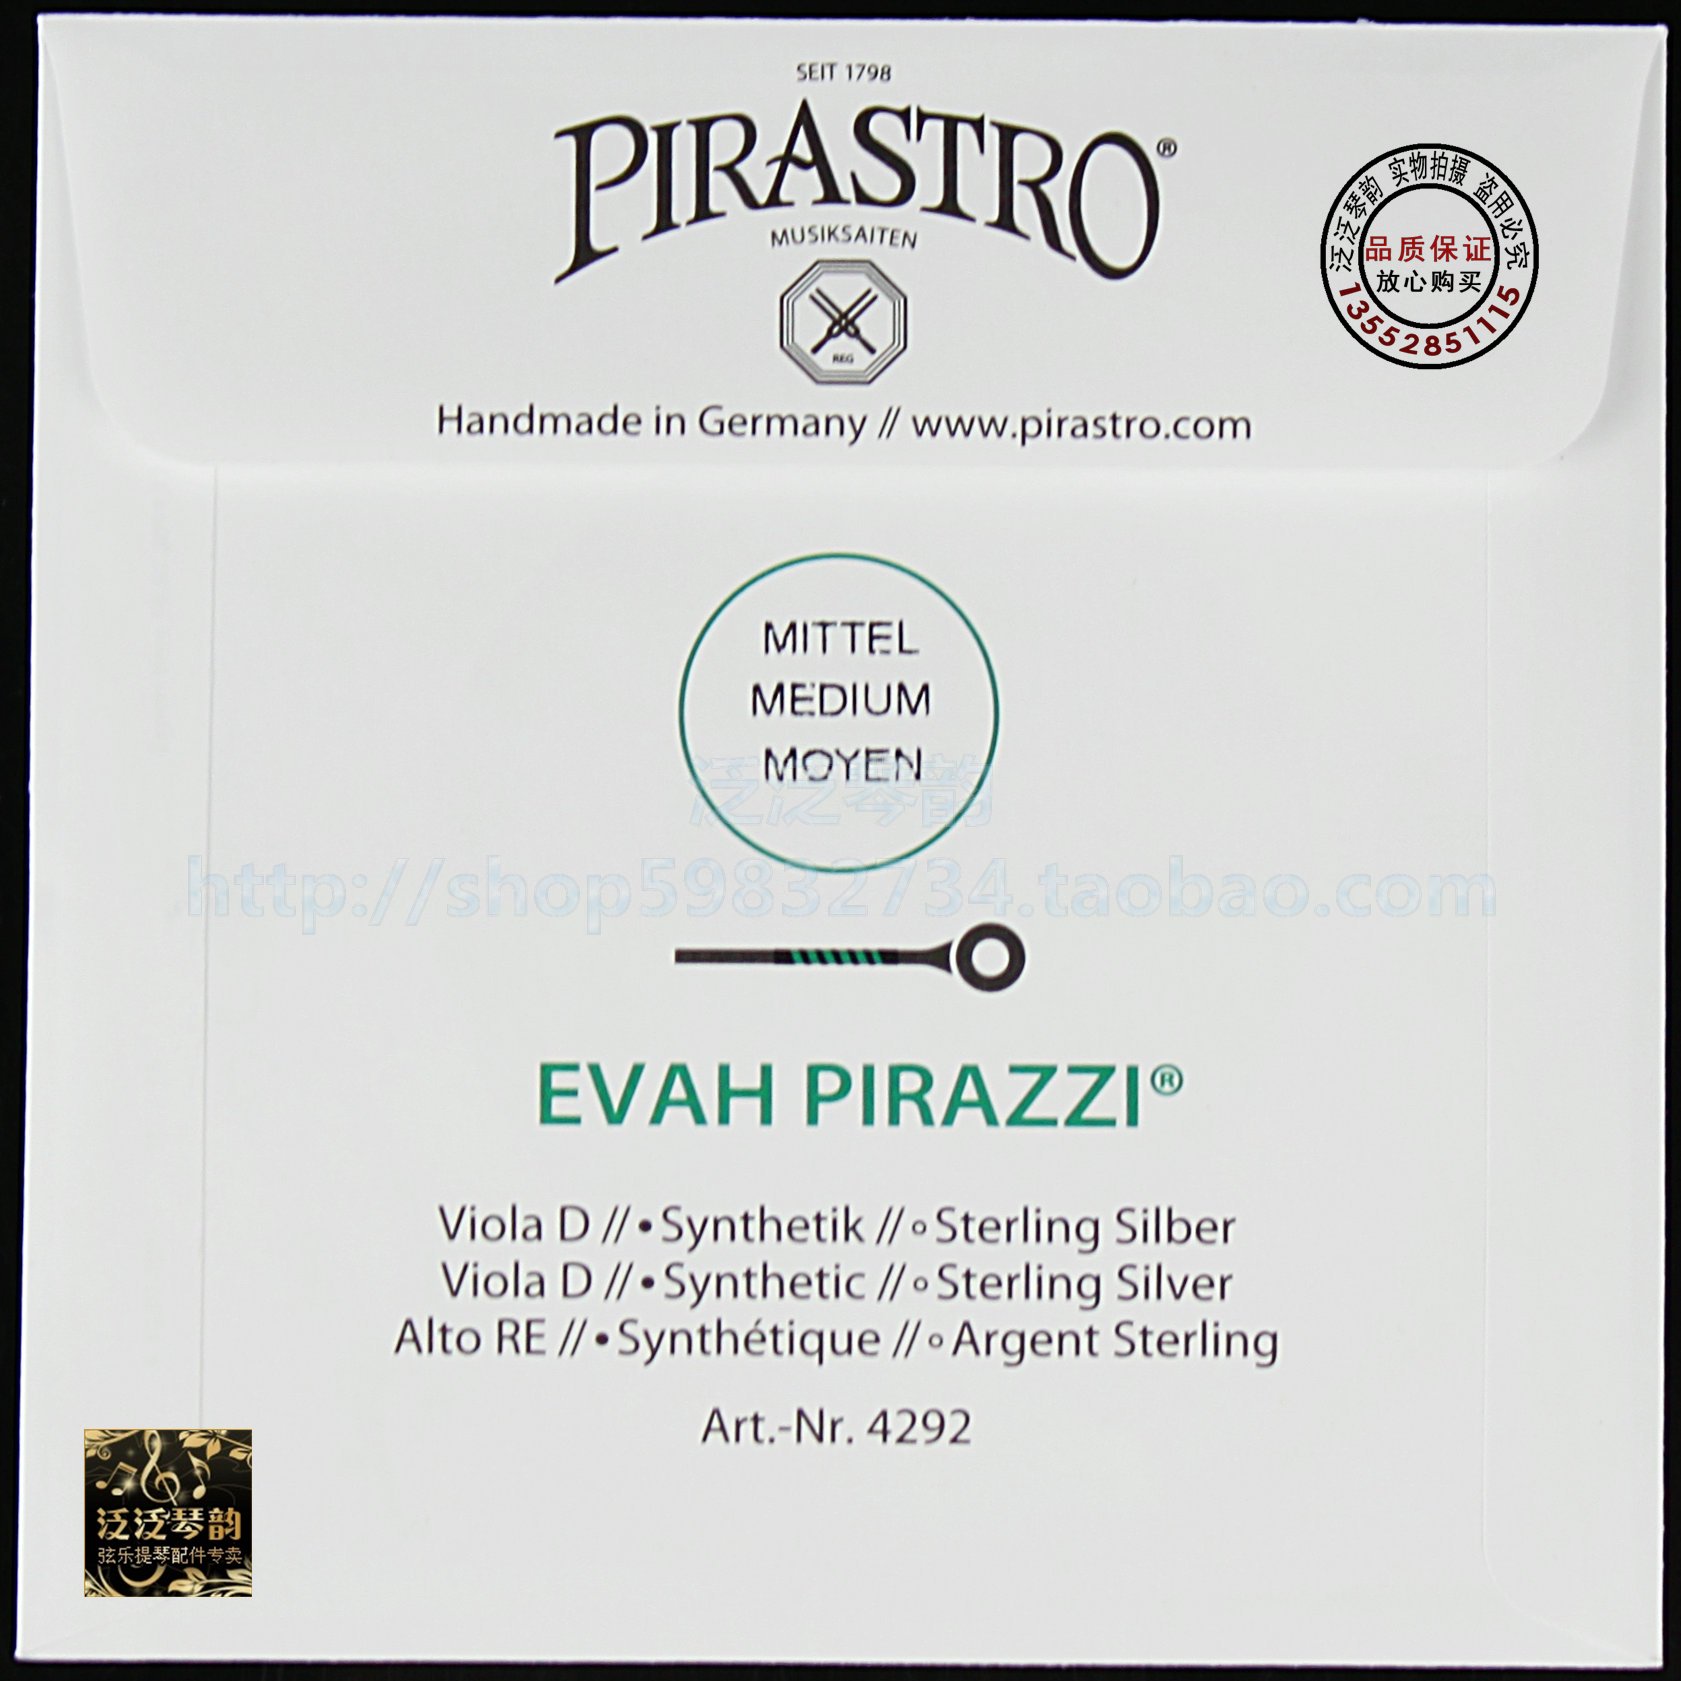 SEIT 1798
PIRASTRO®
MUSIKSAITEN
REG
Handmade in Germany // www.pirastro.com
泛泛琴韵 实物拍摄 盗用必究
品质保证
放心购买
13552851115
MITTEL
MEDIUM
MOYEN
泛泛琴韵
http://shop59832734.taobao.com
EVAH PIRAZZI®
Viola D // • Synthetik // ◦ Sterling Silber
Viola D // • Synthetic // ◦ Sterling Silver
Alto RE // • Synthétique // ◦ Argent Sterling
Art.-Nr. 4292
泛泛琴韵
弦乐提琴配件专卖